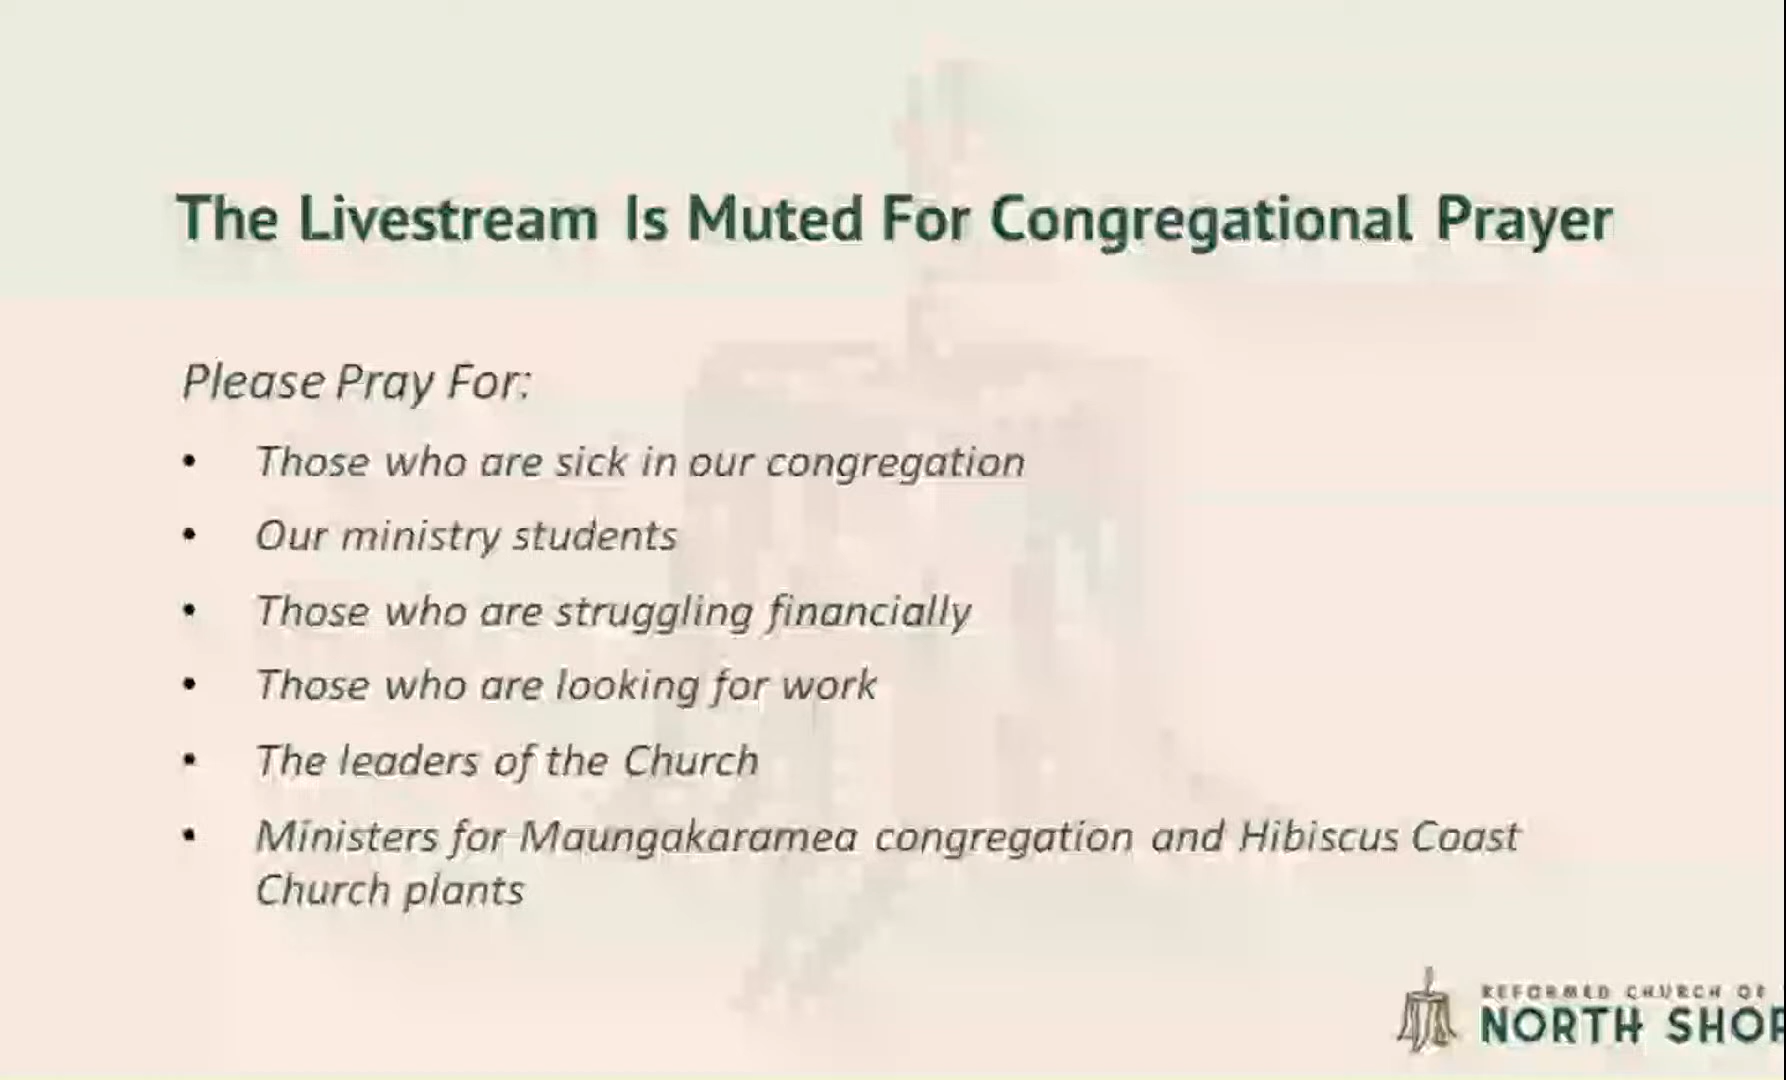 The Livestream Is Muted For Congregational Prayer
Please Pray For:
• Those who are sick in our congregation
• Our ministry students
• Those who are struggling financially
• Those who are looking for work
• The leaders of the Church
• Ministers for Maungakaramea congregation and Hibiscus Coast
Church plants
REFORMED CHURCH OF
NORTH SHOR